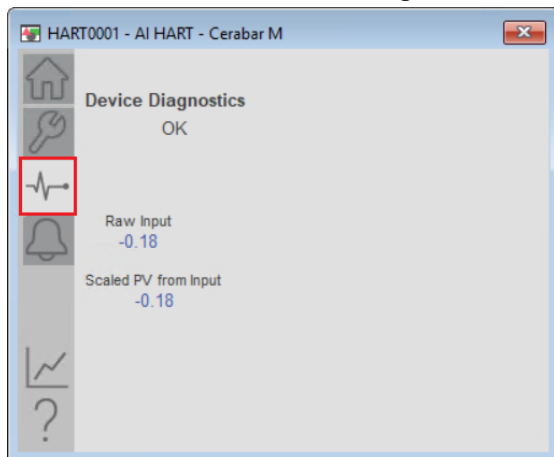 HART0001 - AI HART - Cerabar M
Device Diagnostics
OK
Raw Input
-0.18
Scaled PV from Input
-0.18
?